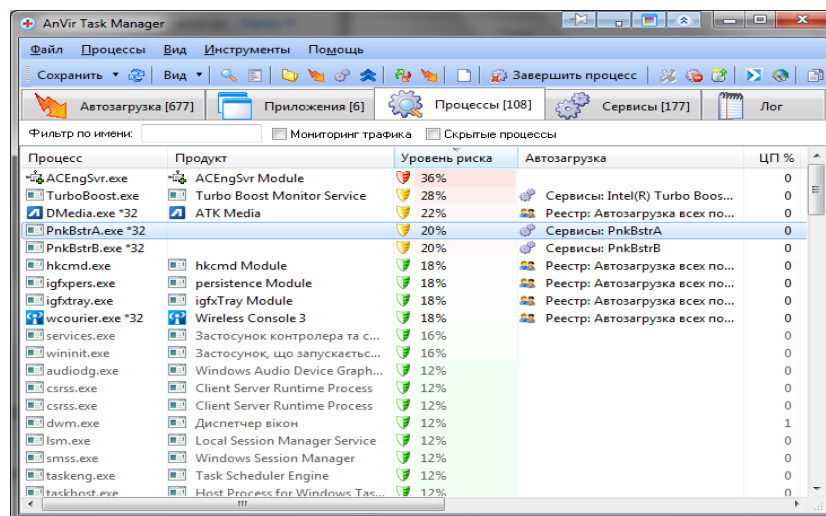 AnVir Task Manager
Файл Процессы Вид Инструменты Помощь
Сохранить Вид Завершить процесс
Автозагрузка [677] Приложения [6] Процессы [108] Сервисы [177] Лог
Фильтр по имени: Мониторинг трафика Скрытые процессы
Процесс Продукт Уровень риска Автозагрузка ЦП %
ACEngSvr.exe ACEngSvr Module 36% 0
TurboBoost.exe Turbo Boost Monitor Service 28% Сервисы: Intel(R) Turbo Boos... 0
DMedia.exe *32 ATK Media 22% Реестр: Автозагрузка всех по... 0
PnkBstrA.exe *32 20% Сервисы: PnkBstrA 0
PnkBstrB.exe *32 20% Сервисы: PnkBstrB 0
hkcmd.exe hkcmd Module 18% Реестр: Автозагрузка всех по... 0
igfxpers.exe persistence Module 18% Реестр: Автозагрузка всех по... 0
igfxtray.exe igfxTray Module 18% Реестр: Автозагрузка всех по... 0
wcourier.exe *32 Wireless Console 3 18% Реестр: Автозагрузка всех по... 0
services.exe Застосунок контролера та с... 16% 0
wininit.exe Застосунок, що запускаєтьс... 16% 0
audiodg.exe Windows Audio Device Graph... 12% 0
csrss.exe Client Server Runtime Process 12% 0
csrss.exe Client Server Runtime Process 12% 0
dwm.exe Диспетчер вікон 12% 1
lsm.exe Local Session Manager Service 12% 0
smss.exe Windows Session Manager 12% 0
taskeng.exe Task Scheduler Engine 12% 0
taskhost.exe Host Process for Windows Tas... 12% 0